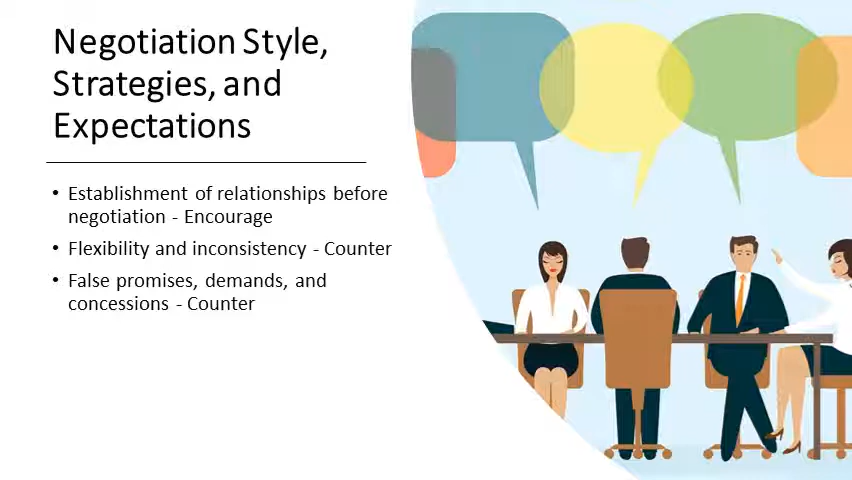 Negotiation Style,
Strategies, and
Expectations
• Establishment of relationships before
negotiation - Encourage
• Flexibility and inconsistency - Counter
• False promises, demands, and
concessions - Counter